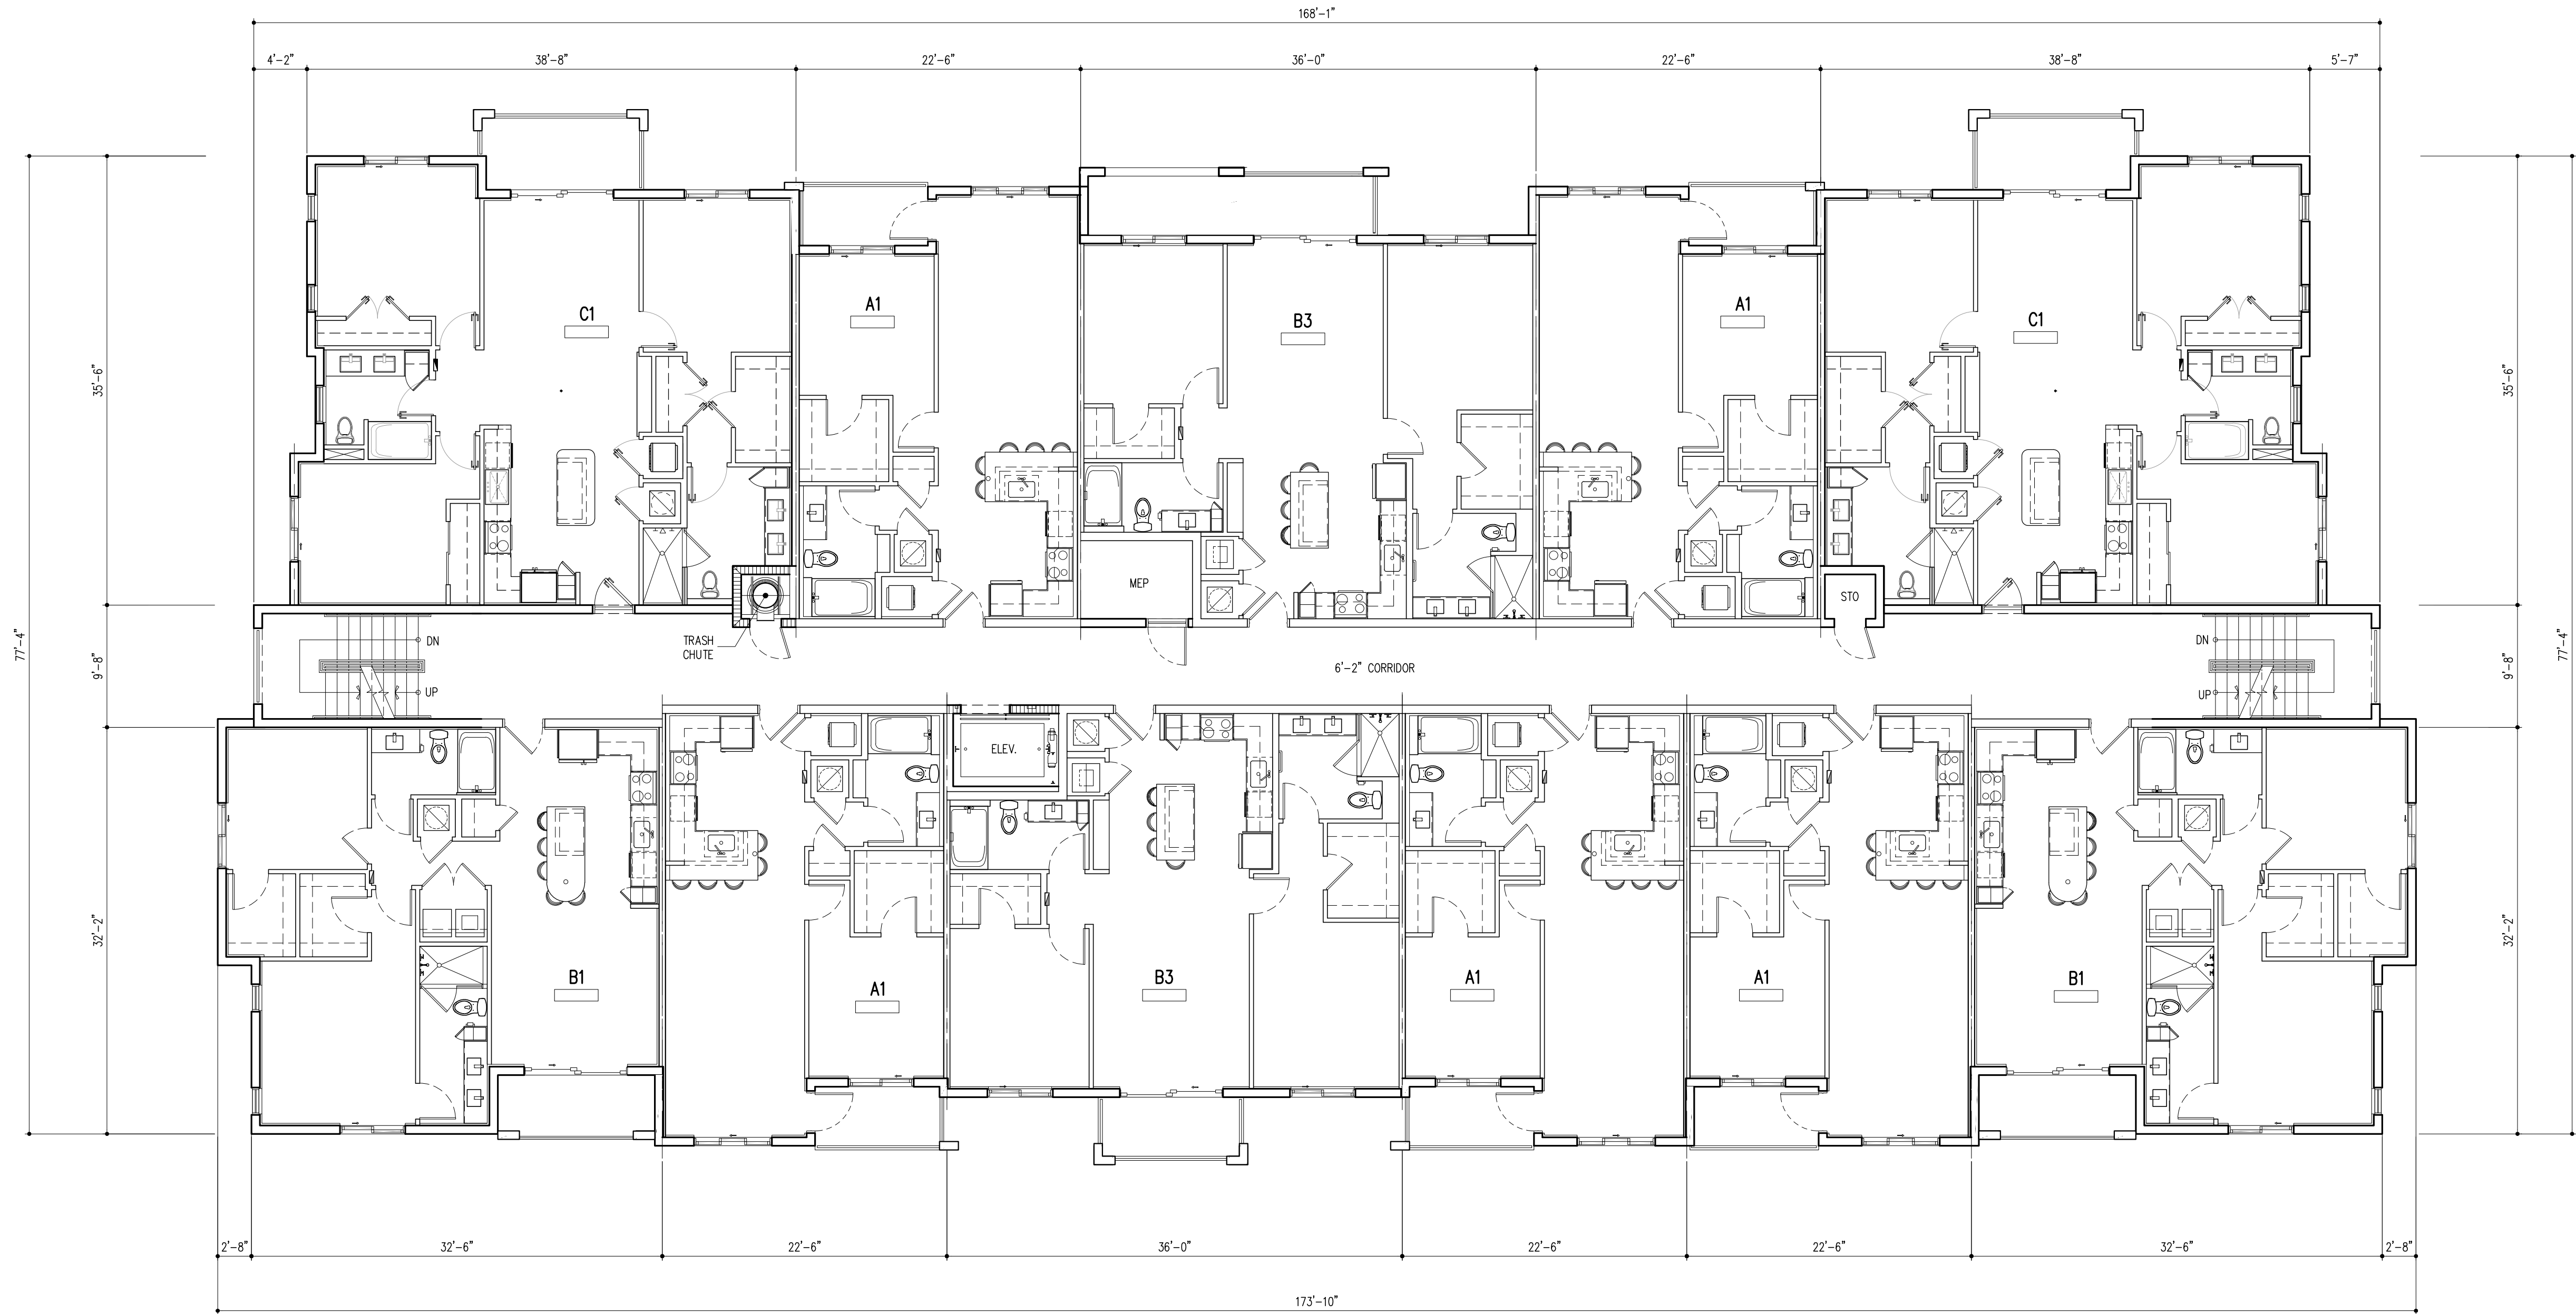 168'-1"
4'-2"
38'-8"
22'-6"
36'-0"
22'-6"
38'-8"
5'-7"
C1
A1
B3
A1
C1
35'-6"
35'-6"
77'-4"
77'-4"
MEP
STO
TRASH
CHUTE
DN
UP
6'-2" CORRIDOR
DN
UP
9'-8"
9'-8"
ELEV.
32'-2"
32'-2"
B1
A1
B3
A1
A1
B1
2'-8"
32'-6"
22'-6"
36'-0"
22'-6"
22'-6"
32'-6"
2'-8"
173'-10"